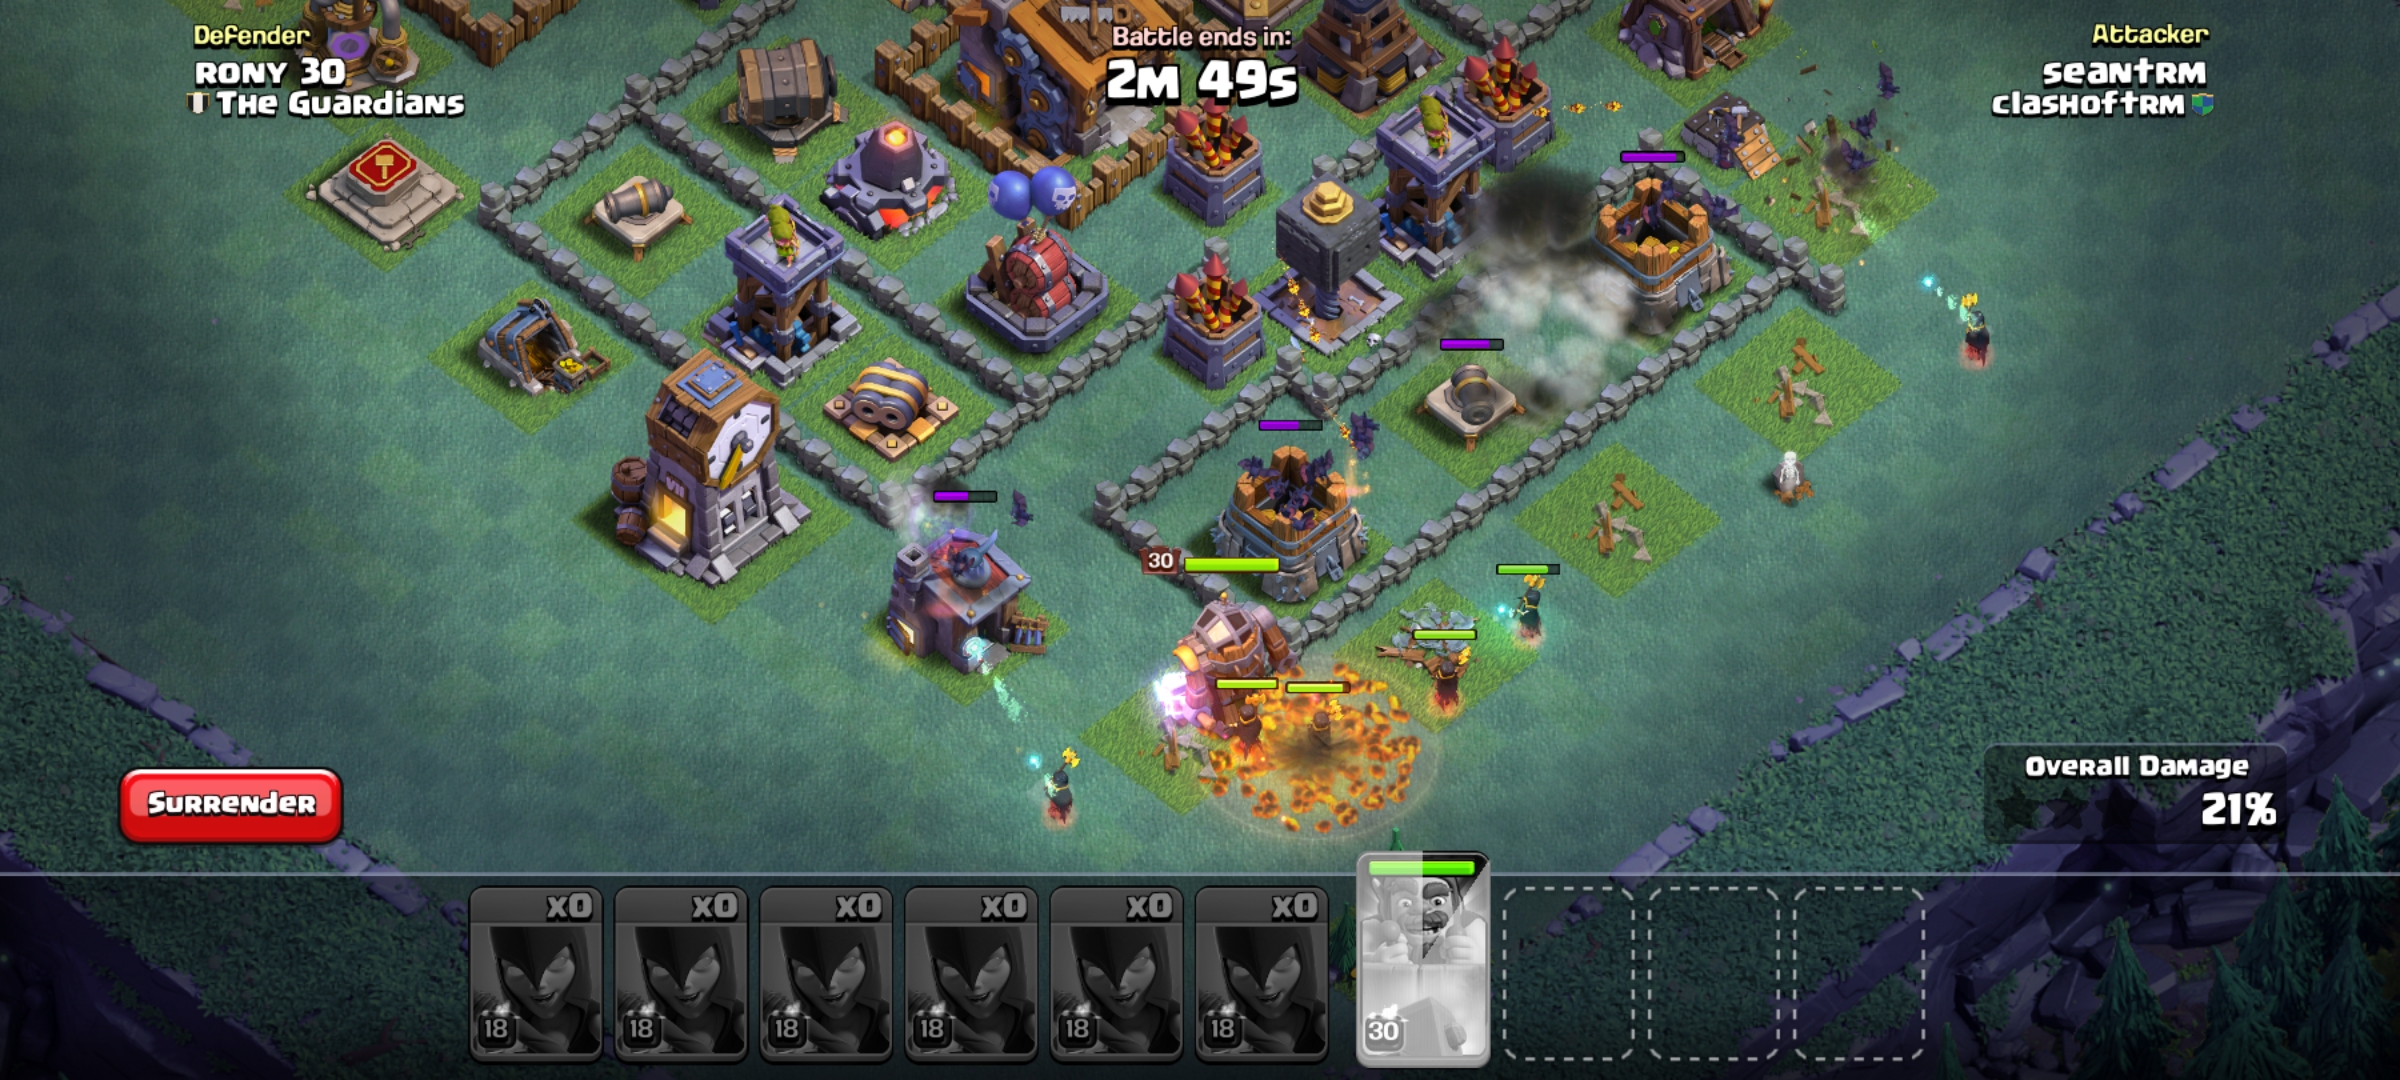 Defender
RONY 30
The Guardians
Battle ends in:
2M 49S
Attacker
seantRM
clashoftRM
VII
30
Surrender
Overall Damage
21%
x0
x0
x0
x0
x0
x0
18
18
18
18
18
18
30